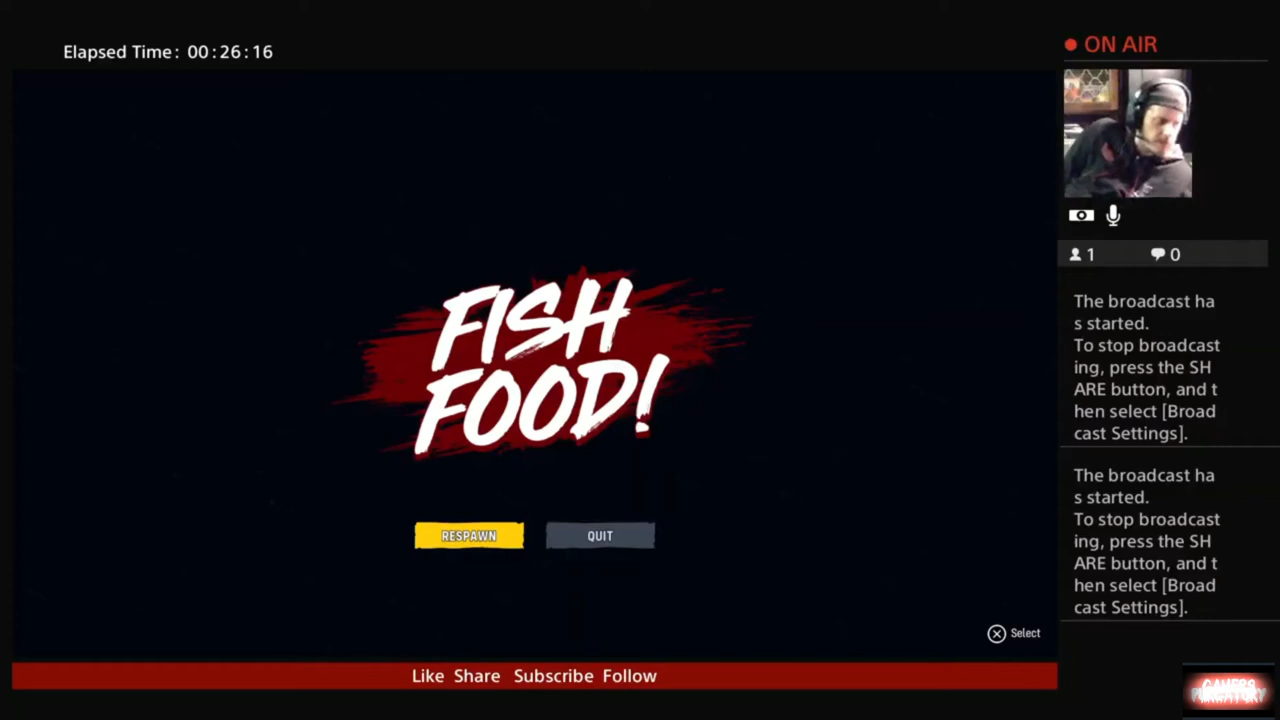 Elapsed Time: 00:26:16
ON AIR
1 0
FISH
FOOD!
RESPAWN QUIT
Select
Like Share Subscribe Follow
The broadcast ha
s started.
To stop broadcast
ing, press the SH
ARE button, and t
hen select [Broad
cast Settings].
The broadcast ha
s started.
To stop broadcast
ing, press the SH
ARE button, and t
hen select [Broad
cast Settings].
GAMERS
PURGATORY